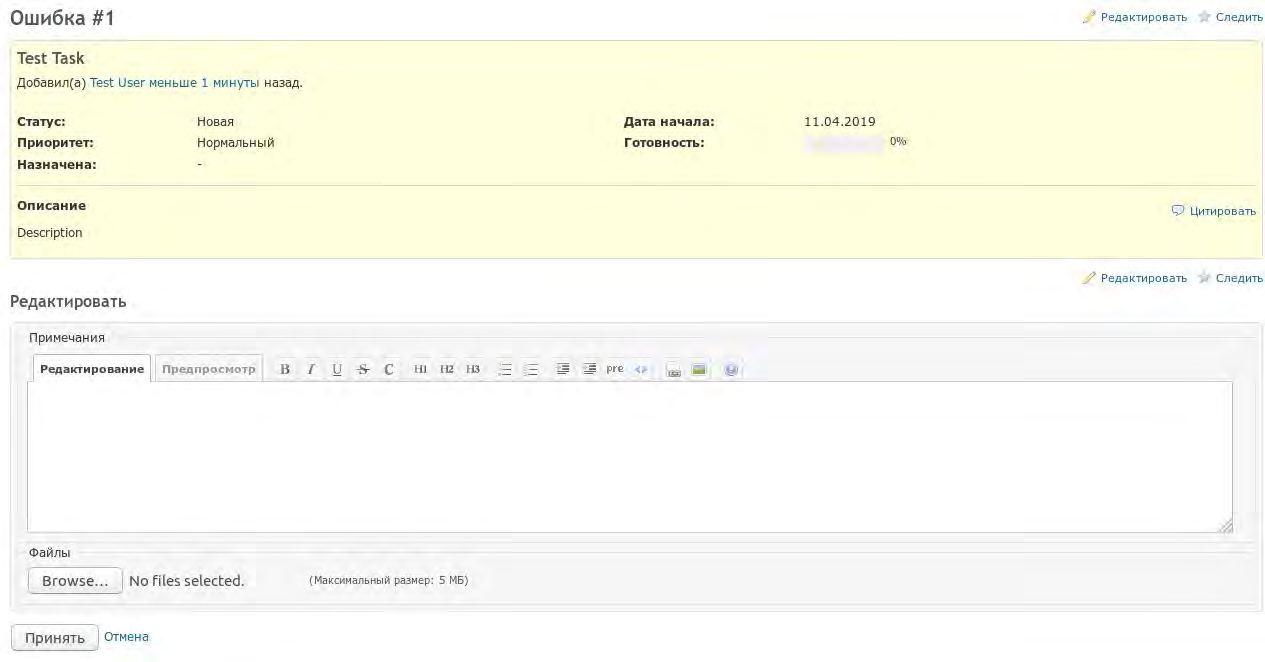 Ошибка #1
Редактировать Следить
Test Task
Добавил(а) Test User меньше 1 минуты назад.
Статус: Новая Дата начала: 11.04.2019
Приоритет: Нормальный Готовность: 0%
Назначена: -
Описание
Цитировать
Description
Редактировать Следить
Редактировать
Примечания
Редактирование Предпросмотр B I U S C H1 H2 H3 pre <>
Файлы
Browse... No files selected. (Максимальный размер: 5 МБ)
Принять Отмена